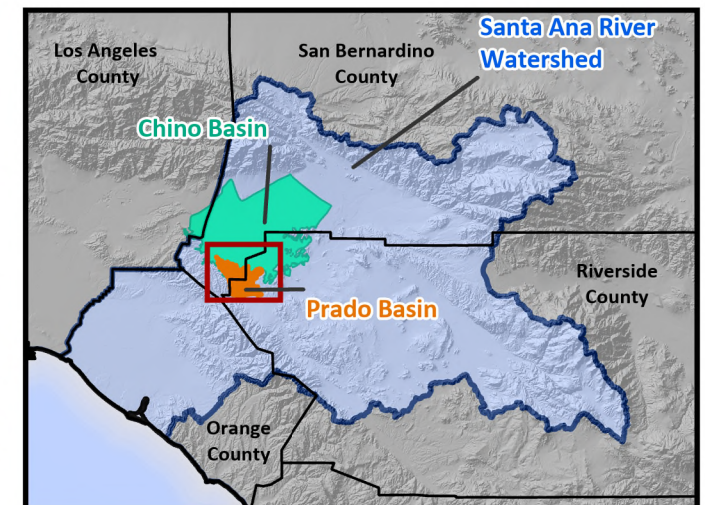 Santa Ana River
Watershed
Los Angeles
County
San Bernardino
County
Chino Basin
Riverside
County
Prado Basin
Orange
County